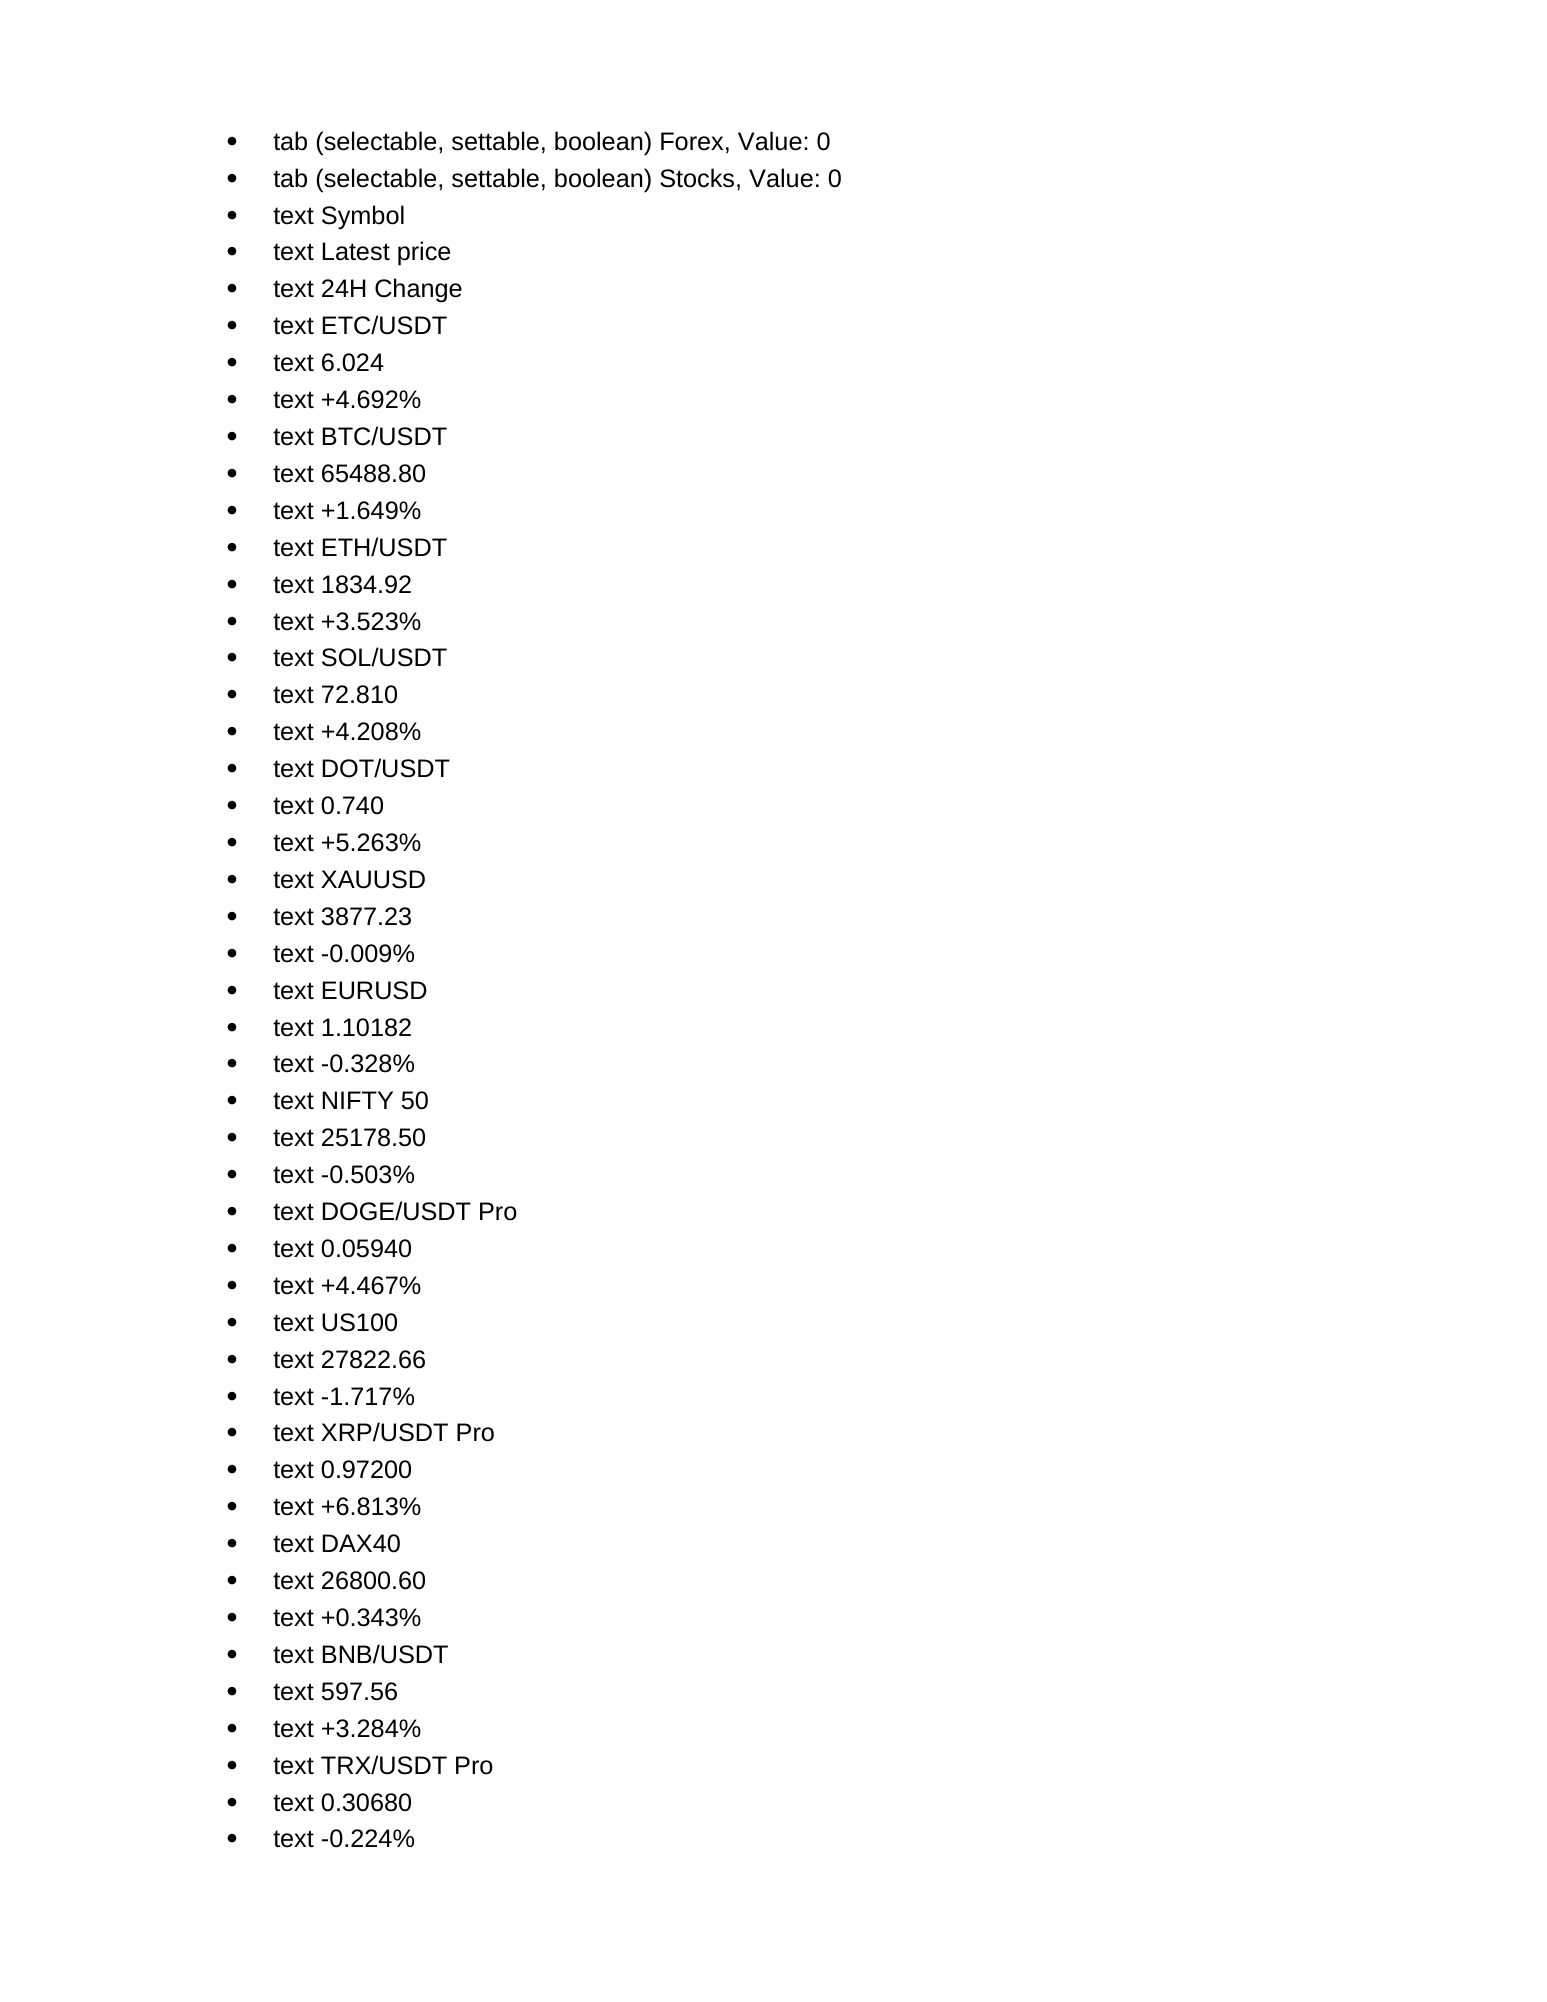 • tab (selectable, settable, boolean) Forex, Value: 0
• tab (selectable, settable, boolean) Stocks, Value: 0
• text Symbol
• text Latest price
• text 24H Change
• text ETC/USDT
• text 6.024
• text +4.692%
• text BTC/USDT
• text 65488.80
• text +1.649%
• text ETH/USDT
• text 1834.92
• text +3.523%
• text SOL/USDT
• text 72.810
• text +4.208%
• text DOT/USDT
• text 0.740
• text +5.263%
• text XAUUSD
• text 3877.23
• text -0.009%
• text EURUSD
• text 1.10182
• text -0.328%
• text NIFTY 50
• text 25178.50
• text -0.503%
• text DOGE/USDT Pro
• text 0.05940
• text +4.467%
• text US100
• text 27822.66
• text -1.717%
• text XRP/USDT Pro
• text 0.97200
• text +6.813%
• text DAX40
• text 26800.60
• text +0.343%
• text BNB/USDT
• text 597.56
• text +3.284%
• text TRX/USDT Pro
• text 0.30680
• text -0.224%